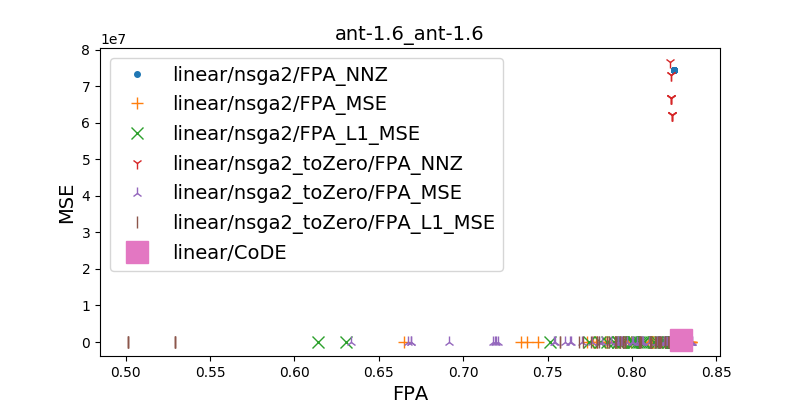 ant-1.6_ant-1.6
1e7
8
7
6
5
4
3
2
1
0
MSE
linear/nsga2/FPA_NNZ
linear/nsga2/FPA_MSE
linear/nsga2/FPA_L1_MSE
linear/nsga2_toZero/FPA_NNZ
linear/nsga2_toZero/FPA_MSE
linear/nsga2_toZero/FPA_L1_MSE
linear/CoDE
0.50 0.55 0.60 0.65 0.70 0.75 0.80 0.85
FPA